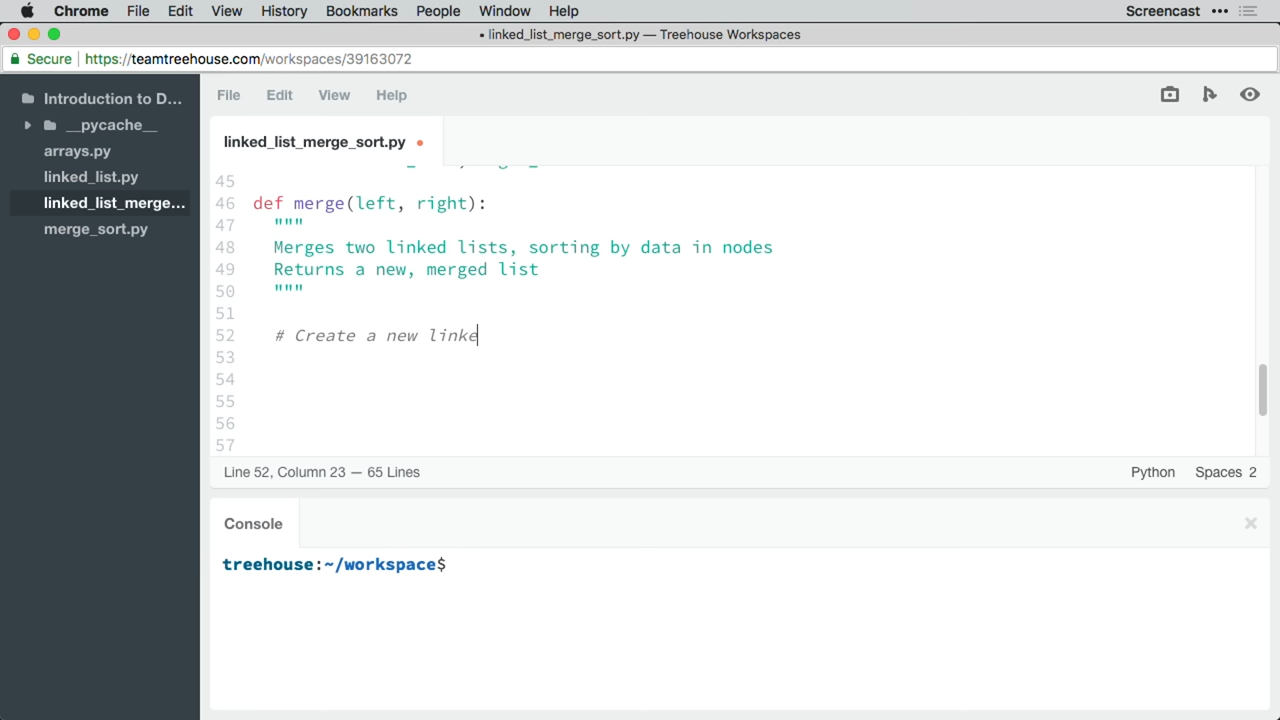 Chrome File Edit View History Bookmarks People Window Help Screencast •••
• linked_list_merge_sort.py — Treehouse Workspaces
Secure https://teamtreehouse.com/workspaces/39163072
Introduction to D...
__pycache__
arrays.py
linked_list.py
linked_list_merge...
merge_sort.py
File Edit View Help
linked_list_merge_sort.py
45
46 def merge(left, right):
47 """
48 Merges two linked lists, sorting by data in nodes
49 Returns a new, merged list
50 """
51
52 # Create a new linke
53
54
55
56
57
Line 52, Column 23 — 65 Lines Python Spaces 2
Console
treehouse:~/workspace$